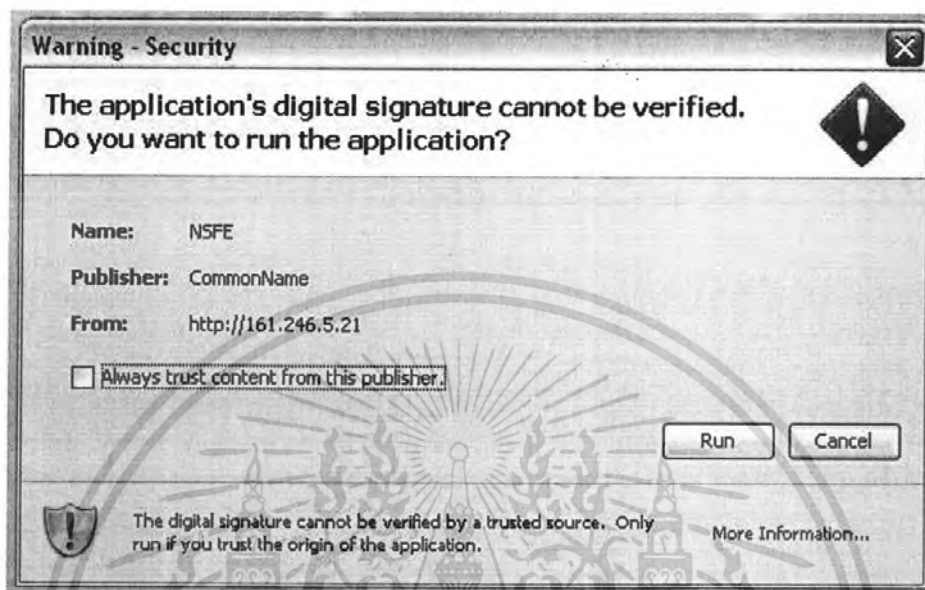 Warning - Security
The application's digital signature cannot be verified.
Do you want to run the application?
Name: NSFE
Publisher: CommonName
From: http://161.246.5.21
Always trust content from this publisher.
Run Cancel
The digital signature cannot be verified by a trusted source. Only
run if you trust the origin of the application.
More Information...